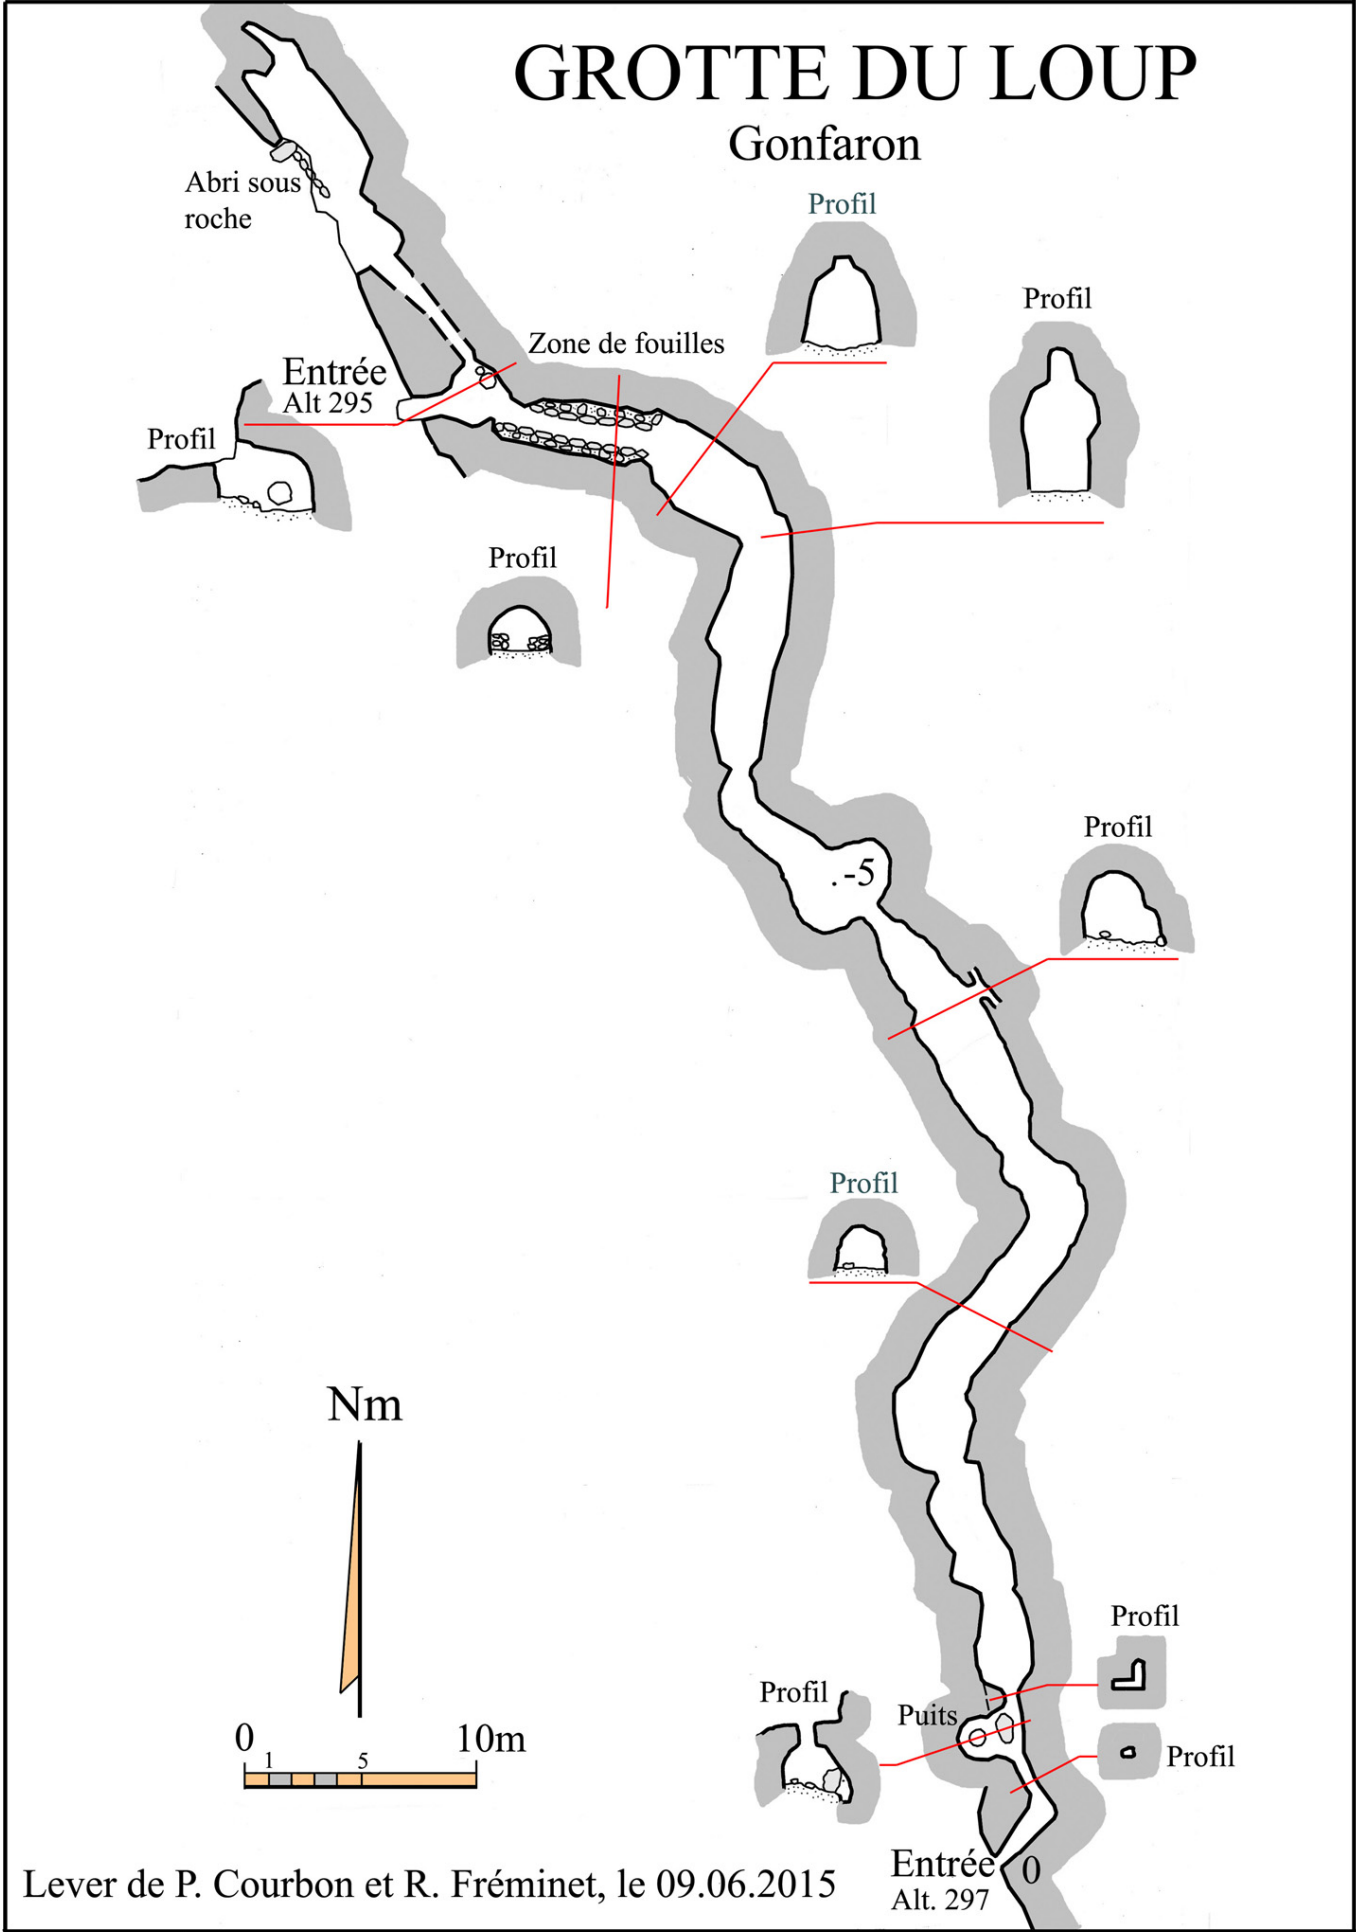 GROTTE DU LOUP
Gonfaron
Abri sous
roche
Profil
Profil
Zone de fouilles
Entrée
Alt 295
Profil
Profil
.-5
Profil
Profil
Nm
Profil
Profil
Puits
Profil
0
1
5
10m
Entrée
Alt. 297
0
Lever de P. Courbon et R. Fréminet, le 09.06.2015